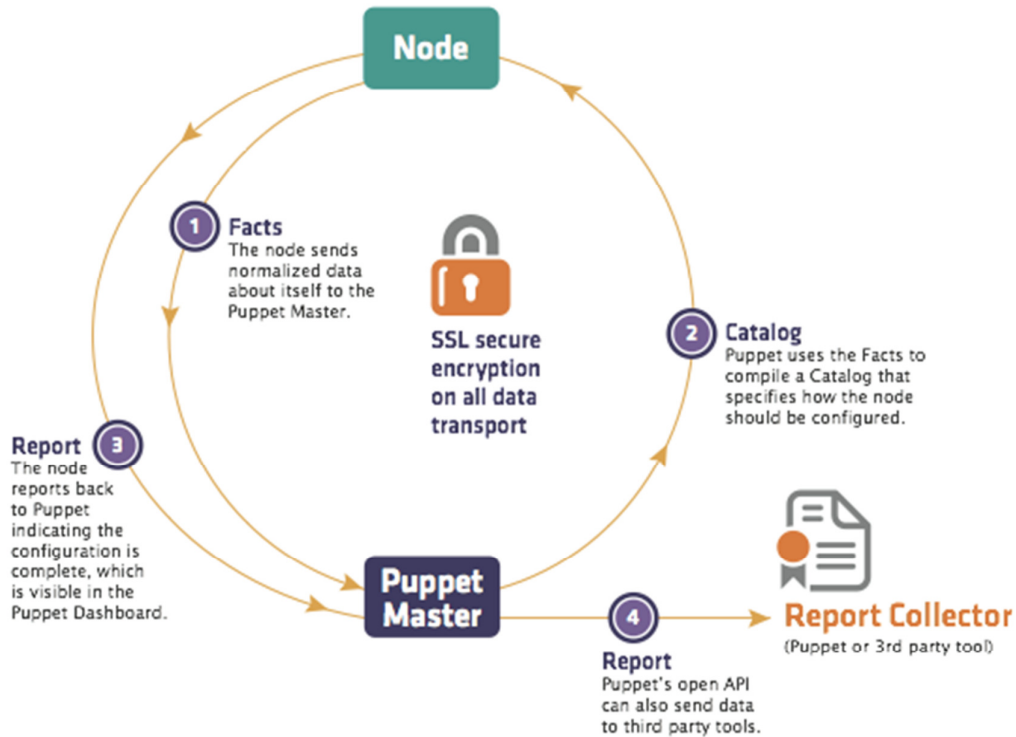 Node
1
Facts
The node sends
normalized data
about itself to the
Puppet Master.
SSL secure
encryption
on all data
transport
2
Catalog
Puppet uses the Facts to
compile a Catalog that
specifies how the node
should be configured.
3
Report
The node
reports back
to Puppet
indicating the
configuration is
complete, which
is visible in the
Puppet Dashboard.
Puppet
Master
4
Report
Puppet's open API
can also send data
to third party tools.
Report Collector
(Puppet or 3rd party tool)